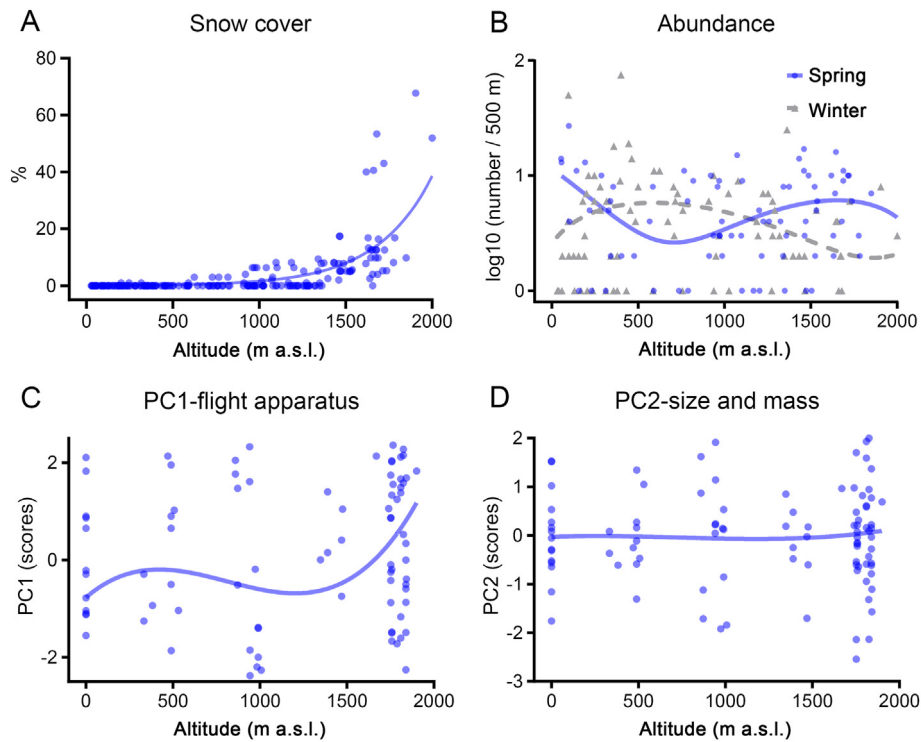 A Snow cover
80
60
40
20
0
%
0 500 1000 1500 2000
Altitude (m a.s.l.)
B Abundance
2
1
0
log10 (number / 500 m)
Spring
Winter
0 500 1000 1500 2000
Altitude (m a.s.l.)
C PC1-flight apparatus
2
0
-2
PC1 (scores)
0 500 1000 1500 2000
Altitude (m a.s.l.)
D PC2-size and mass
2
1
0
-1
-2
-3
PC2 (scores)
0 500 1000 1500 2000
Altitude (m a.s.l.)